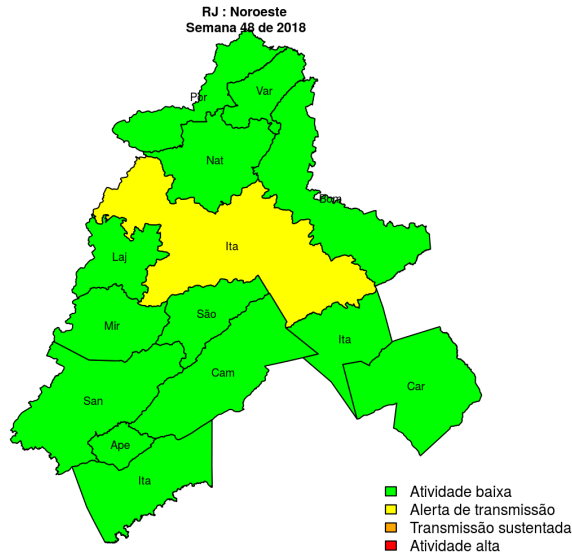 RJ : Noroeste
Semana 48 de 2018
Por
Var
Nat
Bom
Ita
Laj
São
Mir
Ita
Cam
Car
San
Ape
Ita
Atividade baixa
Alerta de transmissão
Transmissão sustentada
Atividade alta